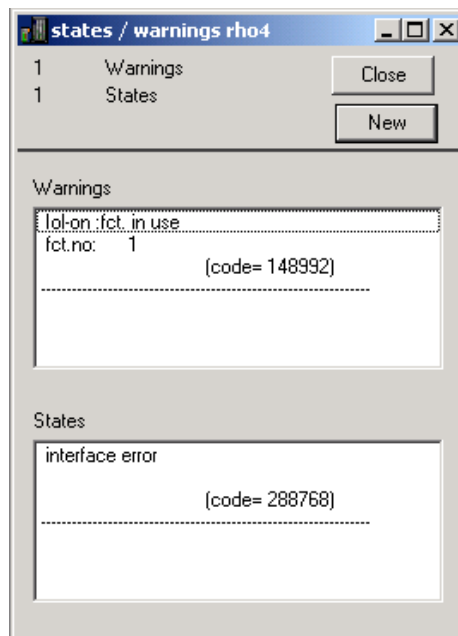 states / warnings rho4
1 Warnings
1 States
Close
New
Warnings
lol-on :fct. in use
fct.no: 1
(code= 148992)
------------------------------------------------------------------
States
interface error
(code= 288768)
------------------------------------------------------------------